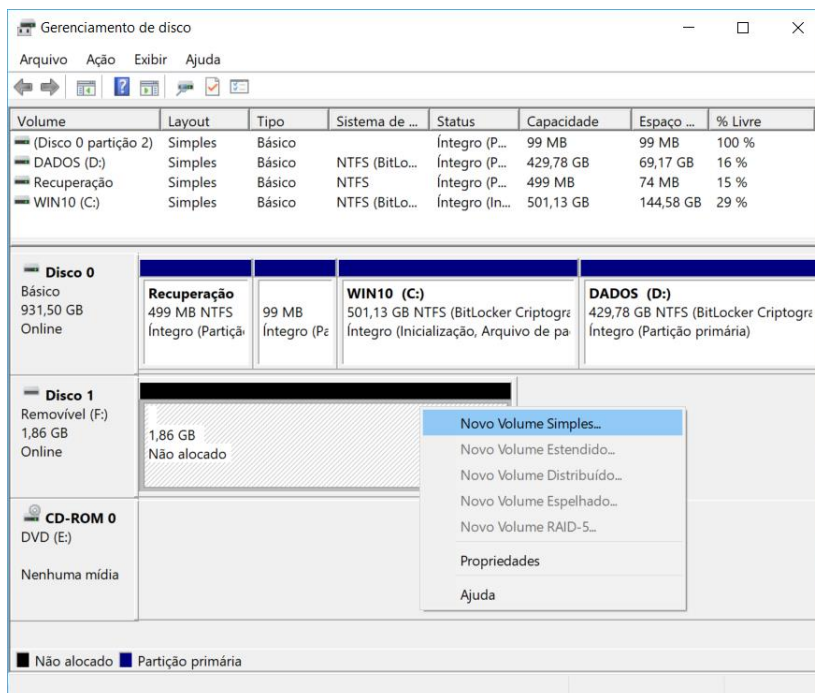 Gerenciamento de disco
Arquivo Ação Exibir Ajuda
Volume Layout Tipo Sistema de ... Status Capacidade Espaço ... % Livre
(Disco 0 partição 2) Simples Básico Íntegro (P... 99 MB 99 MB 100 %
DADOS (D:) Simples Básico NTFS (BitLo... Íntegro (P... 429,78 GB 69,17 GB 16 %
Recuperação Simples Básico NTFS Íntegro (P... 499 MB 74 MB 15 %
WIN10 (C:) Simples Básico NTFS (BitLo... Íntegro (In... 501,13 GB 144,58 GB 29 %
Disco 0
Básico
931,50 GB
Online
Recuperação
499 MB NTFS
Íntegro (Partiçã
99 MB
Íntegro (Pa
WIN10 (C:)
501,13 GB NTFS (BitLocker Criptogra
Íntegro (Inicialização, Arquivo de pa
DADOS (D:)
429,78 GB NTFS (BitLocker Criptogra
Íntegro (Partição primária)
Disco 1
Removível (F:)
1,86 GB
Online
1,86 GB
Não alocado
Novo Volume Simples...
Novo Volume Estendido...
Novo Volume Distribuído...
Novo Volume Espelhado...
Novo Volume RAID-5...
Propriedades
Ajuda
CD-ROM 0
DVD (E:)
Nenhuma mídia
Não alocado Partição primária